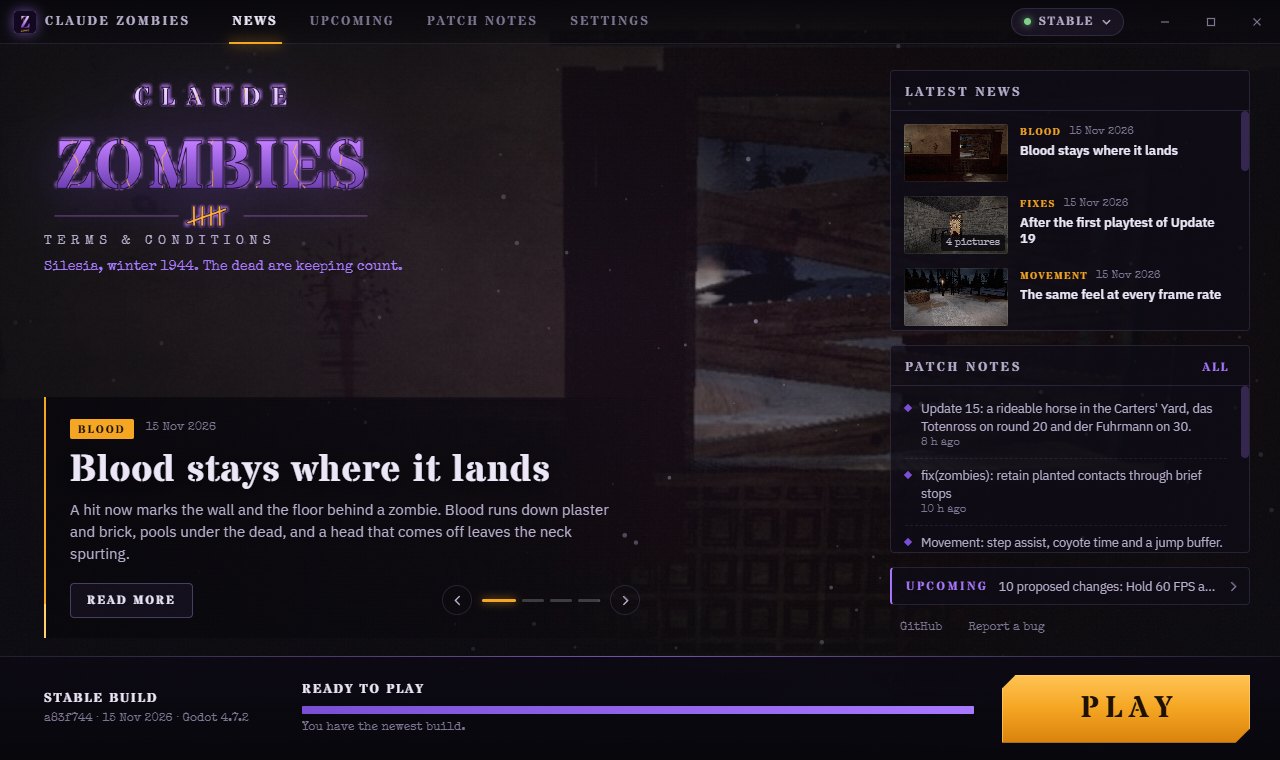 CLAUDE ZOMBIES
NEWS
UPCOMING
PATCH NOTES
SETTINGS
STABLE
CLAUDE
ZOMBIES
TERMS & CONDITIONS
Silesia, winter 1944. The dead are keeping count.
BLOOD
15 Nov 2026
Blood stays where it lands
A hit now marks the wall and the floor behind a zombie. Blood runs down plaster
and brick, pools under the dead, and a head that comes off leaves the neck
spurting.
READ MORE
LATEST NEWS
BLOOD 15 Nov 2026
Blood stays where it lands
4 pictures
FIXES 15 Nov 2026
After the first playtest of Update
19
MOVEMENT 15 Nov 2026
The same feel at every frame rate
PATCH NOTES
ALL
Update 15: a rideable horse in the Carters' Yard, das
Totenross on round 20 and der Fuhrmann on 30.
8 h ago
fix(zombies): retain planted contacts through brief
stops
10 h ago
Movement: step assist, coyote time and a jump buffer.
UPCOMING
10 proposed changes: Hold 60 FPS a...
GitHub
Report a bug
STABLE BUILD
a83f744 · 15 Nov 2026 · Godot 4.7.2
READY TO PLAY
You have the newest build.
PLAY